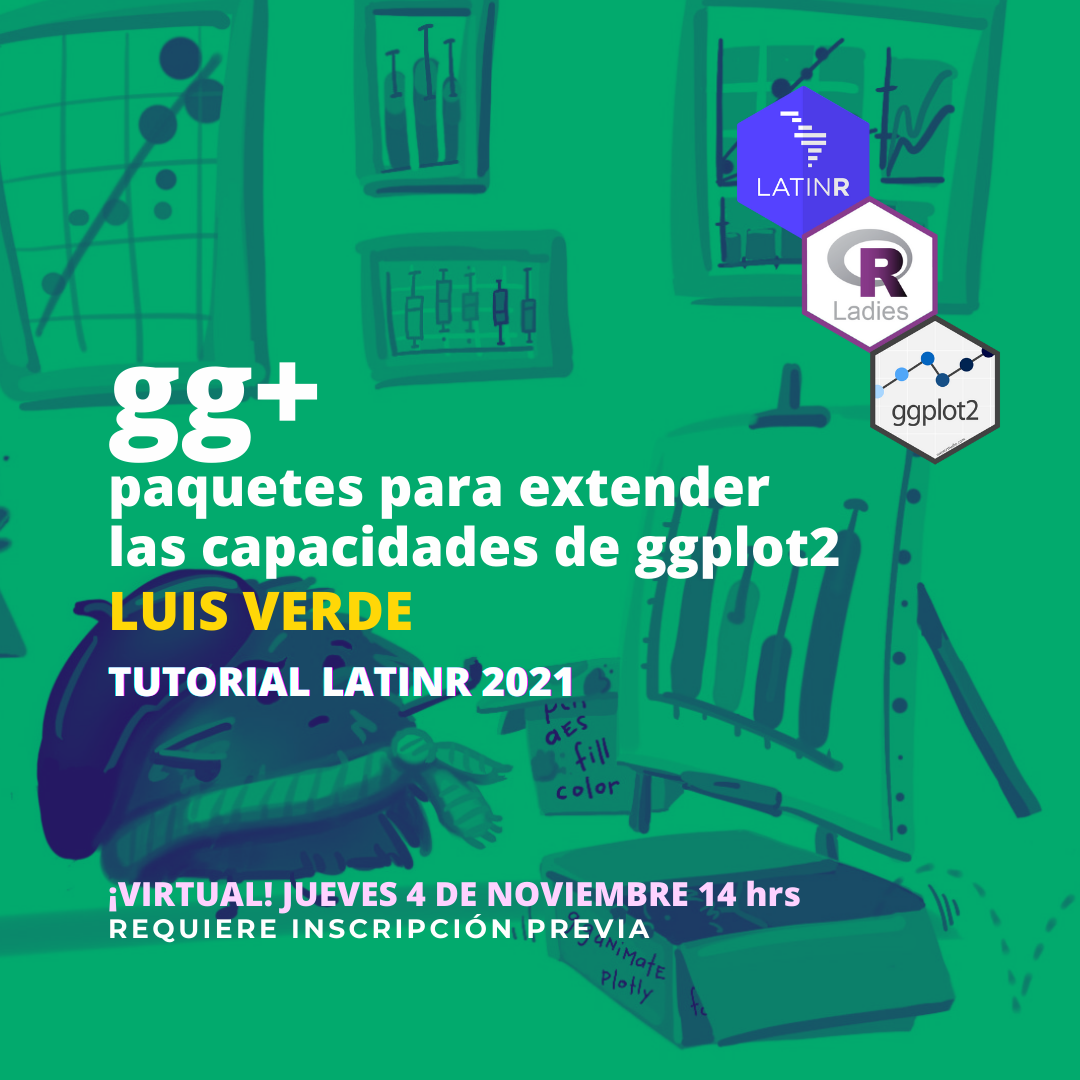 LATINR
R
Ladies
ggplot2
gg+
paquetes para extender
las capacidades de ggplot2
LUIS VERDE
TUTORIAL LATINR 2021
aes
fill
color
¡VIRTUAL! JUEVES 4 DE NOVIEMBRE 14 hrs
REQUIERE INSCRIPCIÓN PREVIA
plotly